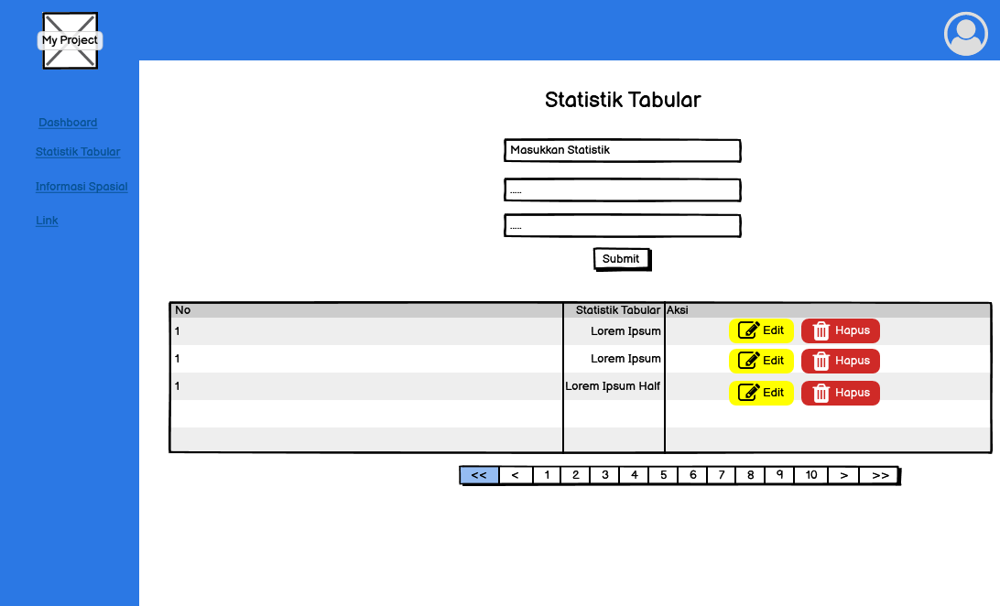 My Project
Dashboard
Statistik Tabular
Informasi Spasial
Link
Statistik Tabular
Masukkan Statistik
.....
.....
Submit
No Statistik Tabular Aksi
1 Lorem Ipsum Edit Hapus
1 Lorem Ipsum Edit Hapus
1 Lorem Ipsum Half Edit Hapus
<< < 1 2 3 4 5 6 7 8 9 10 > >>